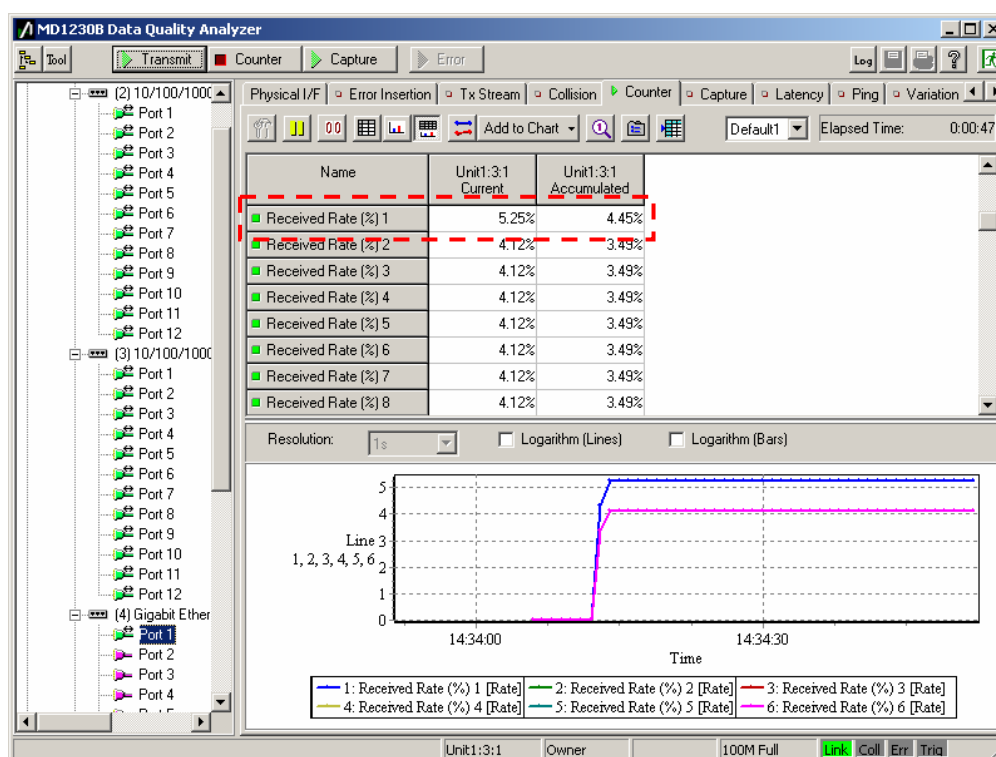 MD1230B Data Quality Analyzer
Tool Transmit Counter Capture Error Log
Physical I/F Error Insertion Tx Stream Collision Counter Capture Latency Ping Variation
Add to Chart Default1 Elapsed Time: 0:00:47
(2) 10/100/1000
Port 1
Port 2
Port 3
Port 4
Port 5
Port 6
Port 7
Port 8
Port 9
Port 10
Port 11
Port 12
(3) 10/100/1000
Port 1
Port 2
Port 3
Port 4
Port 5
Port 6
Port 7
Port 8
Port 9
Port 10
Port 11
Port 12
(4) Gigabit Ether
Port 1
Port 2
Port 3
Port 4
Name Unit1:3:1 Current Unit1:3:1 Accumulated
Received Rate (%) 1 5.25% 4.45%
Received Rate (%) 2 4.12% 3.49%
Received Rate (%) 3 4.12% 3.49%
Received Rate (%) 4 4.12% 3.49%
Received Rate (%) 5 4.12% 3.49%
Received Rate (%) 6 4.12% 3.49%
Received Rate (%) 7 4.12% 3.49%
Received Rate (%) 8 4.12% 3.49%
Resolution: 1s Logarithm (Lines) Logarithm (Bars)
5
4
Line 3
1, 2, 3, 4, 5, 6
2
1
0
14:34:00 14:34:30
Time
1: Received Rate (%) 1 [Rate] 2: Received Rate (%) 2 [Rate] 3: Received Rate (%) 3 [Rate]
4: Received Rate (%) 4 [Rate] 5: Received Rate (%) 5 [Rate] 6: Received Rate (%) 6 [Rate]
Unit1:3:1 Owner 100M Full Link Coll Err Trig